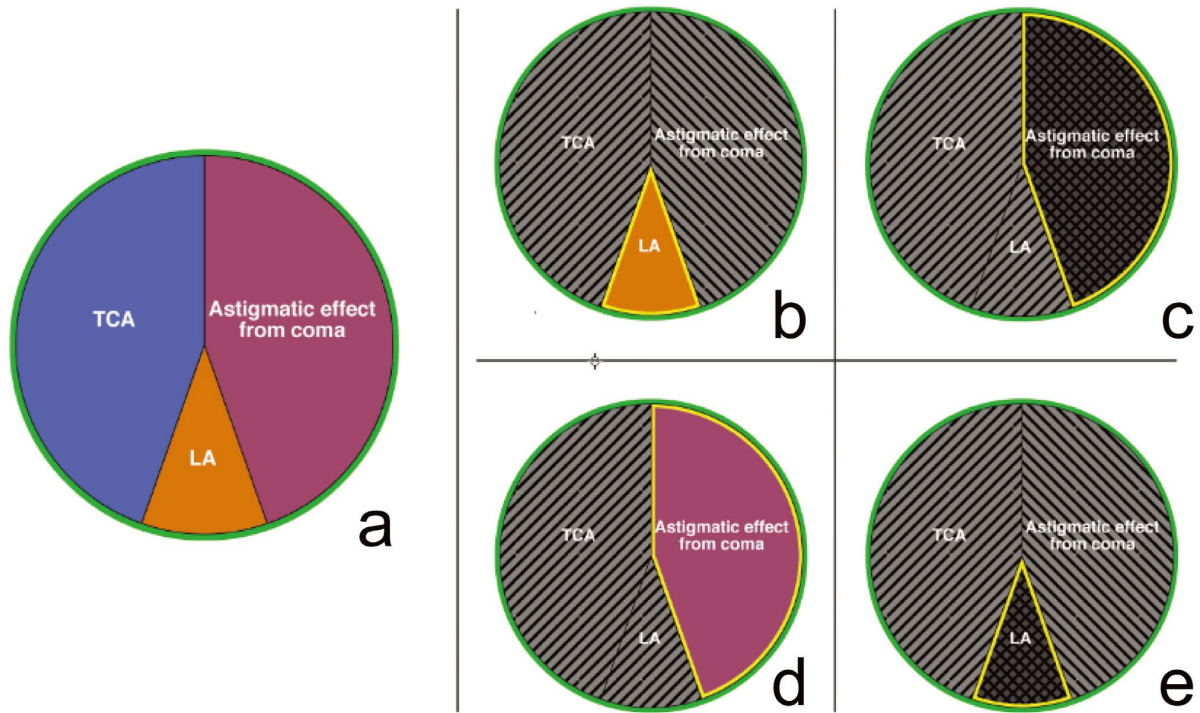 TCA
Astigmatic effect
from coma
LA
a
TCA
Astigmatic effect
from coma
LA
b
TCA
Astigmatic effect
from coma
LA
c
TCA
Astigmatic effect
from coma
LA
d
TCA
Astigmatic effect
from coma
LA
e